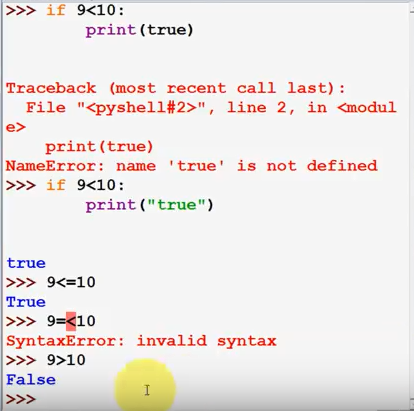 >>> if 9<10:
        print(true)
Traceback (most recent call last):
  File "<pyshell#2>", line 2, in <modul
e>
    print(true)
NameError: name 'true' is not defined
>>> if 9<10:
        print("true")
true
>>> 9<=10
True
>>> 9=<10
SyntaxError: invalid syntax
>>> 9>10
False
>>>